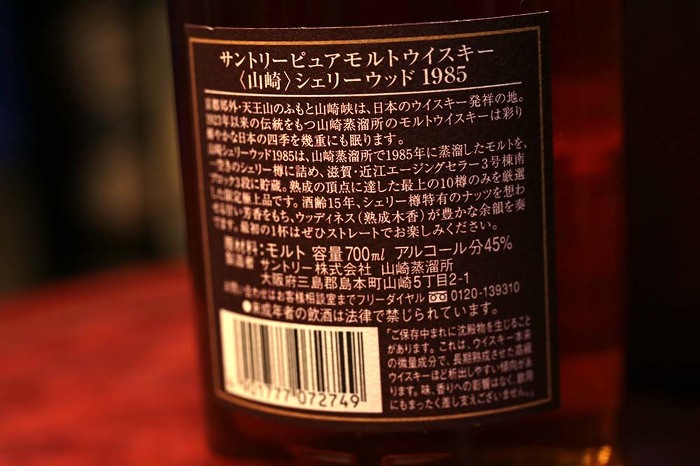 サントリーピュアモルトウイスキー
〈山崎〉シェリーウッド1985
京都郊外・天王山のふもと山崎峡は、日本のウイスキー発祥の地。
1923年以来の伝統をもつ山崎蒸溜所のモルトウイスキーは彩り
鮮やかな日本の四季を幾重にも眠ります。
山崎シェリーウッド1985は、山崎蒸溜所で1985年に蒸溜したモルトを、
一空きのシェリー樽に詰め、滋賀・近江エージングセラー3号棟南
ブロック3段に貯蔵。熟成の頂点に達した最上の10樽のみを厳選
した限定極上品です。酒齢15年、シェリー樽特有のナッツを想わ
せる甘い芳香をもち、ウッディネス(熟成木香)が豊かな余韻を奏
でます。最初の1杯はぜひストレートでお楽しみください。
原材料:モルト 容量700ml アルコール分45%
製造者 サントリー株式会社 山崎蒸溜所
大阪府三島郡島本町山崎5丁目2-1
お問い合わせはお客様相談室までフリーダイヤル 0120-139310
●未成年者の飲酒は法律で禁じられています。
「ご保存中まれに沈殿物を生じること
があります。これは、ウイスキー本来
の微量成分で、長期熟成させた高級
ウイスキーほど析出しやすい傾向があ
ります。味、香りへの影響はなく、飲用
にもまったく差し支えございません。」
901777 072749